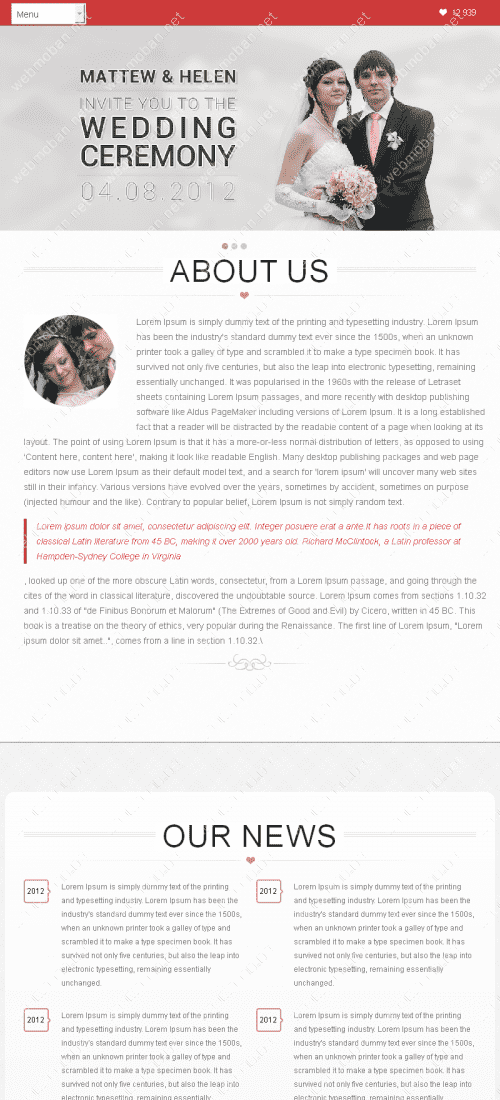 Menu
12,939
MATTEW & HELEN
INVITE YOU TO THE
WEDDING
CEREMONY
04.08.2012
ABOUT US
Lorem Ipsum is simply dummy text of the printing and typesetting industry. Lorem Ipsum
has been the industry's standard dummy text ever since the 1500s, when an unknown
printer took a galley of type and scrambled it to make a type specimen book. It has
survived not only five centuries, but also the leap into electronic typesetting, remaining
essentially unchanged. It was popularised in the 1960s with the release of Letraset
sheets containing Lorem Ipsum passages, and more recently with desktop publishing
software like Aldus PageMaker including versions of Lorem Ipsum. It is a long established
fact that a reader will be distracted by the readable content of a page when looking at its
layout. The point of using Lorem Ipsum is that it has a more-or-less normal distribution of letters, as opposed to using
'Content here, content here', making it look like readable English. Many desktop publishing packages and web page
editors now use Lorem Ipsum as their default model text, and a search for 'lorem ipsum' will uncover many web sites
still in their infancy. Various versions have evolved over the years, sometimes by accident, sometimes on purpose
(injected humour and the like). Contrary to popular belief, Lorem Ipsum is not simply random text.
Lorem ipsum dolor sit amet, consectetur adipiscing elit. Integer posuere erat a ante.It has roots in a piece of
classical Latin literature from 45 BC, making it over 2000 years old. Richard McClintock, a Latin professor at
Hampden-Sydney College in Virginia
, looked up one of the more obscure Latin words, consectetur, from a Lorem Ipsum passage, and going through the
cites of the word in classical literature, discovered the undoubtable source. Lorem Ipsum comes from sections 1.10.32
and 1.10.33 of "de Finibus Bonorum et Malorum" (The Extremes of Good and Evil) by Cicero, written in 45 BC. This
book is a treatise on the theory of ethics, very popular during the Renaissance. The first line of Lorem Ipsum, "Lorem
ipsum dolor sit amet..", comes from a line in section 1.10.32.\
OUR NEWS
2012
Lorem Ipsum is simply dummy text of the printing
and typesetting industry. Lorem Ipsum has been the
industry's standard dummy text ever since the 1500s,
when an unknown printer took a galley of type and
scrambled it to make a type specimen book. It has
survived not only five centuries, but also the leap into
electronic typesetting, remaining essentially
unchanged.
2012
Lorem Ipsum is simply dummy text of the printing
and typesetting industry. Lorem Ipsum has been the
industry's standard dummy text ever since the 1500s,
when an unknown printer took a galley of type and
scrambled it to make a type specimen book. It has
survived not only five centuries, but also the leap into
electronic typesetting, remaining essentially
unchanged.
2012
Lorem Ipsum is simply dummy text of the printing
and typesetting industry. Lorem Ipsum has been the
industry's standard dummy text ever since the 1500s,
when an unknown printer took a galley of type and
scrambled it to make a type specimen book. It has
survived not only five centuries, but also the leap into
electronic typesetting, remaining essentially
2012
Lorem Ipsum is simply dummy text of the printing
and typesetting industry. Lorem Ipsum has been the
industry's standard dummy text ever since the 1500s,
when an unknown printer took a galley of type and
scrambled it to make a type specimen book. It has
survived not only five centuries, but also the leap into
electronic typesetting, remaining essentially
webmoban.net